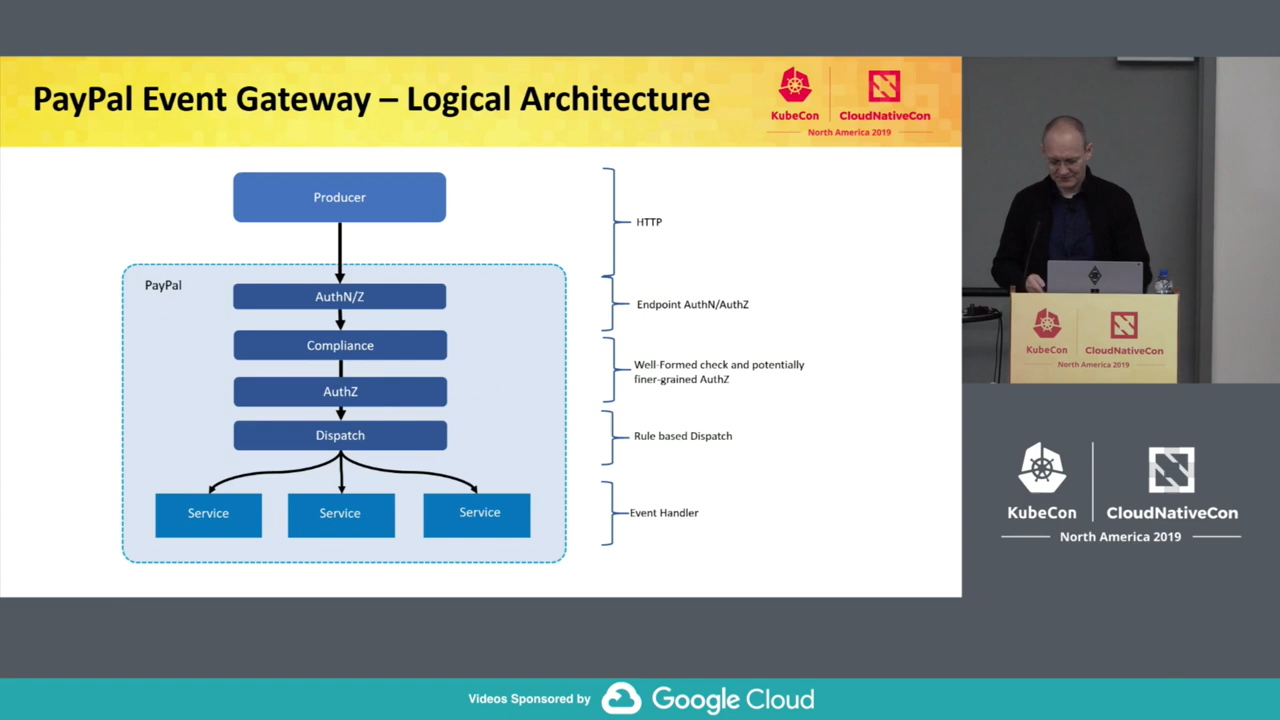 PayPal Event Gateway – Logical Architecture
KubeCon
CloudNativeCon
North America 2019
Producer
HTTP
PayPal
AuthN/Z
Endpoint AuthN/AuthZ
Compliance
Well-Formed check and potentially
finer-grained AuthZ
AuthZ
Dispatch
Rule based Dispatch
Service
Service
Service
Event Handler
KubeCon
CloudNativeCon
North America 2019
KubeCon
CloudNativeCon
North America 2019
Videos Sponsored by
Google Cloud